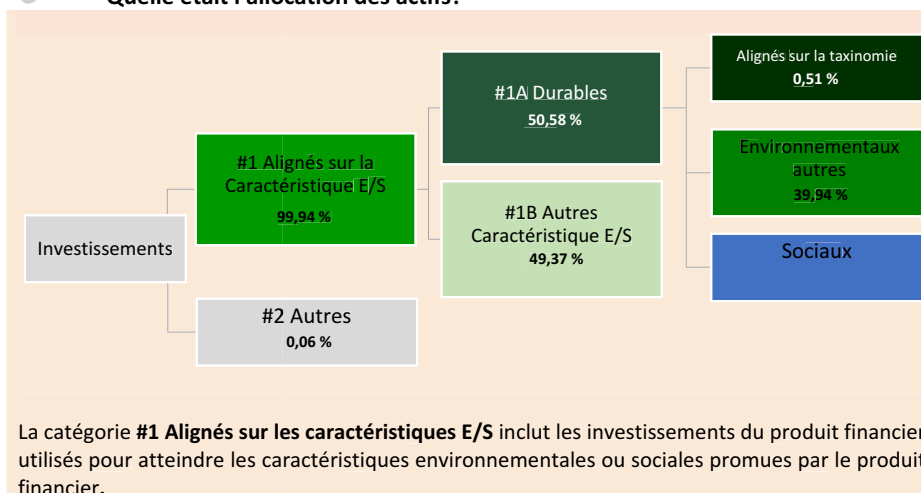 Quelle était l'allocation des actifs?
Alignés sur la taxinomie
0,51 %
#1A Durables
50,58 %
#1 Alignés sur la
Caractéristique E/S
99,94 %
Environnementaux
autres
39,94 %
#1B Autres
Caractéristique E/S
49,37 %
Investissements
Sociaux
#2 Autres
0,06 %
La catégorie #1 Alignés sur les caractéristiques E/S inclut les investissements du produit financier
utilisés pour atteindre les caractéristiques environnementales ou sociales promues par le produit
financier.